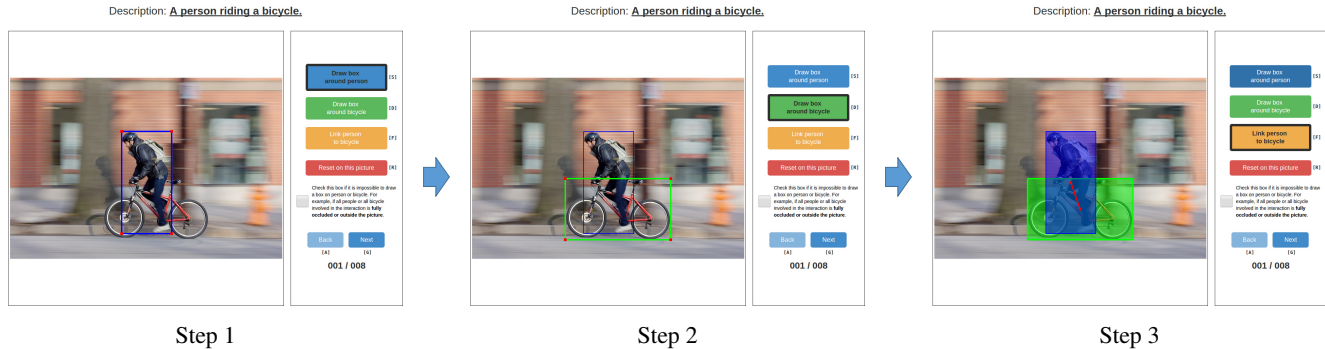 Description: A person riding a bicycle.
Draw box
around person
[S]
Draw box
around bicycle
[D]
Link person
to bicycle
[F]
Reset on this picture
[R]
Check this box if it is impossible to draw
a box on person or bicycle. For
example, if all people or all bicycle
involved in the interaction is fully
occluded or outside the picture.
Back
Next
[A]
[G]
001 / 008
Step 1
Description: A person riding a bicycle.
Draw box
around person
[S]
Draw box
around bicycle
[D]
Link person
to bicycle
[F]
Reset on this picture
[R]
Check this box if it is impossible to draw
a box on person or bicycle. For
example, if all people or all bicycle
involved in the interaction is fully
occluded or outside the picture.
Back
Next
[A]
[G]
001 / 008
Step 2
Description: A person riding a bicycle.
Draw box
around person
[S]
Draw box
around bicycle
[D]
Link person
to bicycle
[F]
Reset on this picture
[R]
Check this box if it is impossible to draw
a box on person or bicycle. For
example, if all people or all bicycle
involved in the interaction is fully
occluded or outside the picture.
Back
Next
[A]
[G]
001 / 008
Step 3